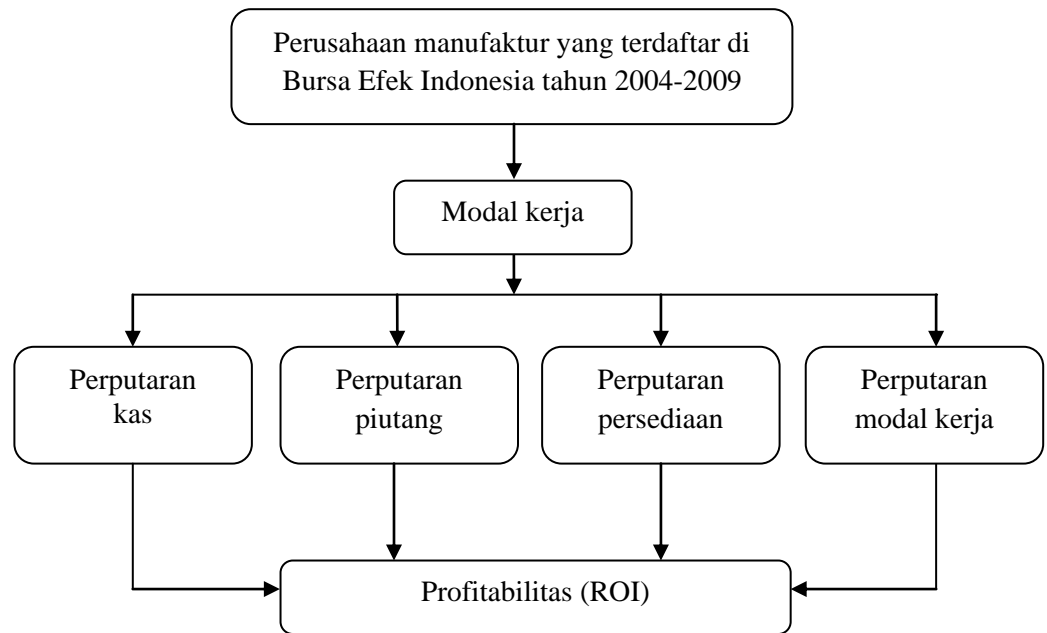 Perusahaan manufaktur yang terdaftar di
Bursa Efek Indonesia tahun 2004-2009
Modal kerja
Perputaran
kas
Perputaran
piutang
Perputaran
persediaan
Perputaran
modal kerja
Profitabilitas (ROI)